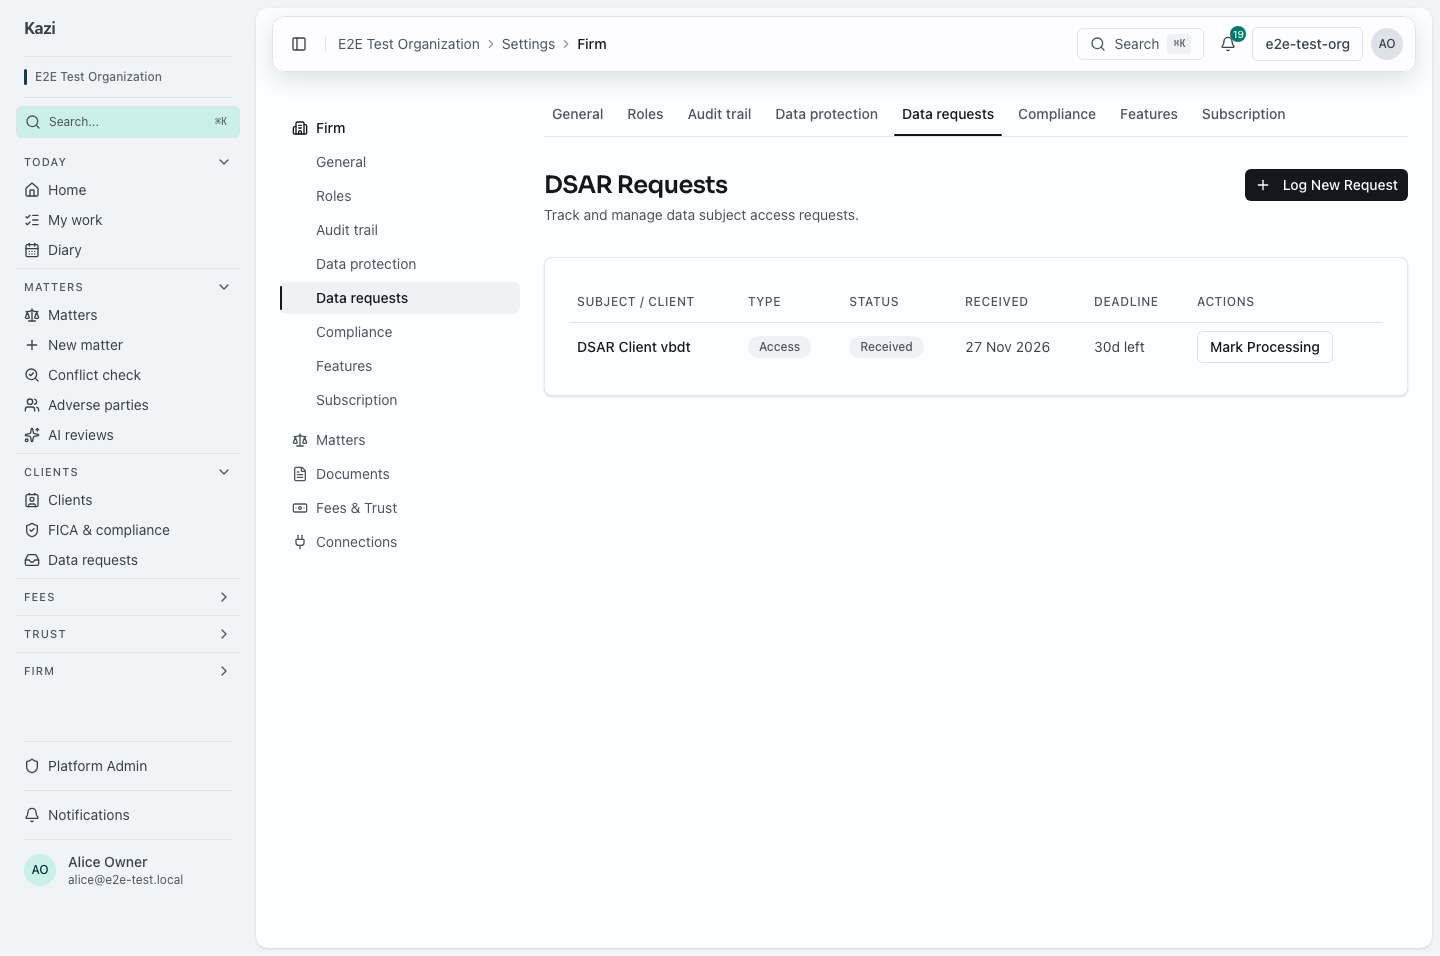 Kazi
E2E Test Organization
Search... ⌘K
TODAY
Home
My work
Diary
MATTERS
Matters
New matter
Conflict check
Adverse parties
AI reviews
CLIENTS
Clients
FICA & compliance
Data requests
FEES
TRUST
FIRM
Platform Admin
Notifications
AO
Alice Owner
alice@e2e-test.local
E2E Test Organization Settings Firm
Search ⌘K
19
e2e-test-org
AO
Firm
General
Roles
Audit trail
Data protection
Data requests
Compliance
Features
Subscription
Matters
Documents
Fees & Trust
Connections
General Roles Audit trail Data protection Data requests Compliance Features Subscription
DSAR Requests
Track and manage data subject access requests.
Log New Request
SUBJECT / CLIENT TYPE STATUS RECEIVED DEADLINE ACTIONS
DSAR Client vbdt Access Received 27 Nov 2026 30d left Mark Processing